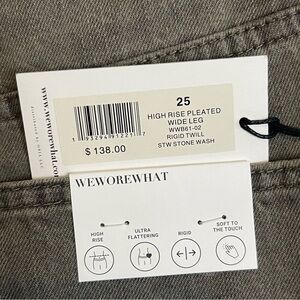 www.weworewhat.com
25
HIGH RISE PLEATED
WIDE LEG
WWB61-02
RIGID TWILL
STW STONE WASH
$ 138.00
WEWOREWHAT
HIGH
RISE
ULTRA
FLATTERING
RIGID
SOFT TO
THE TOUCH